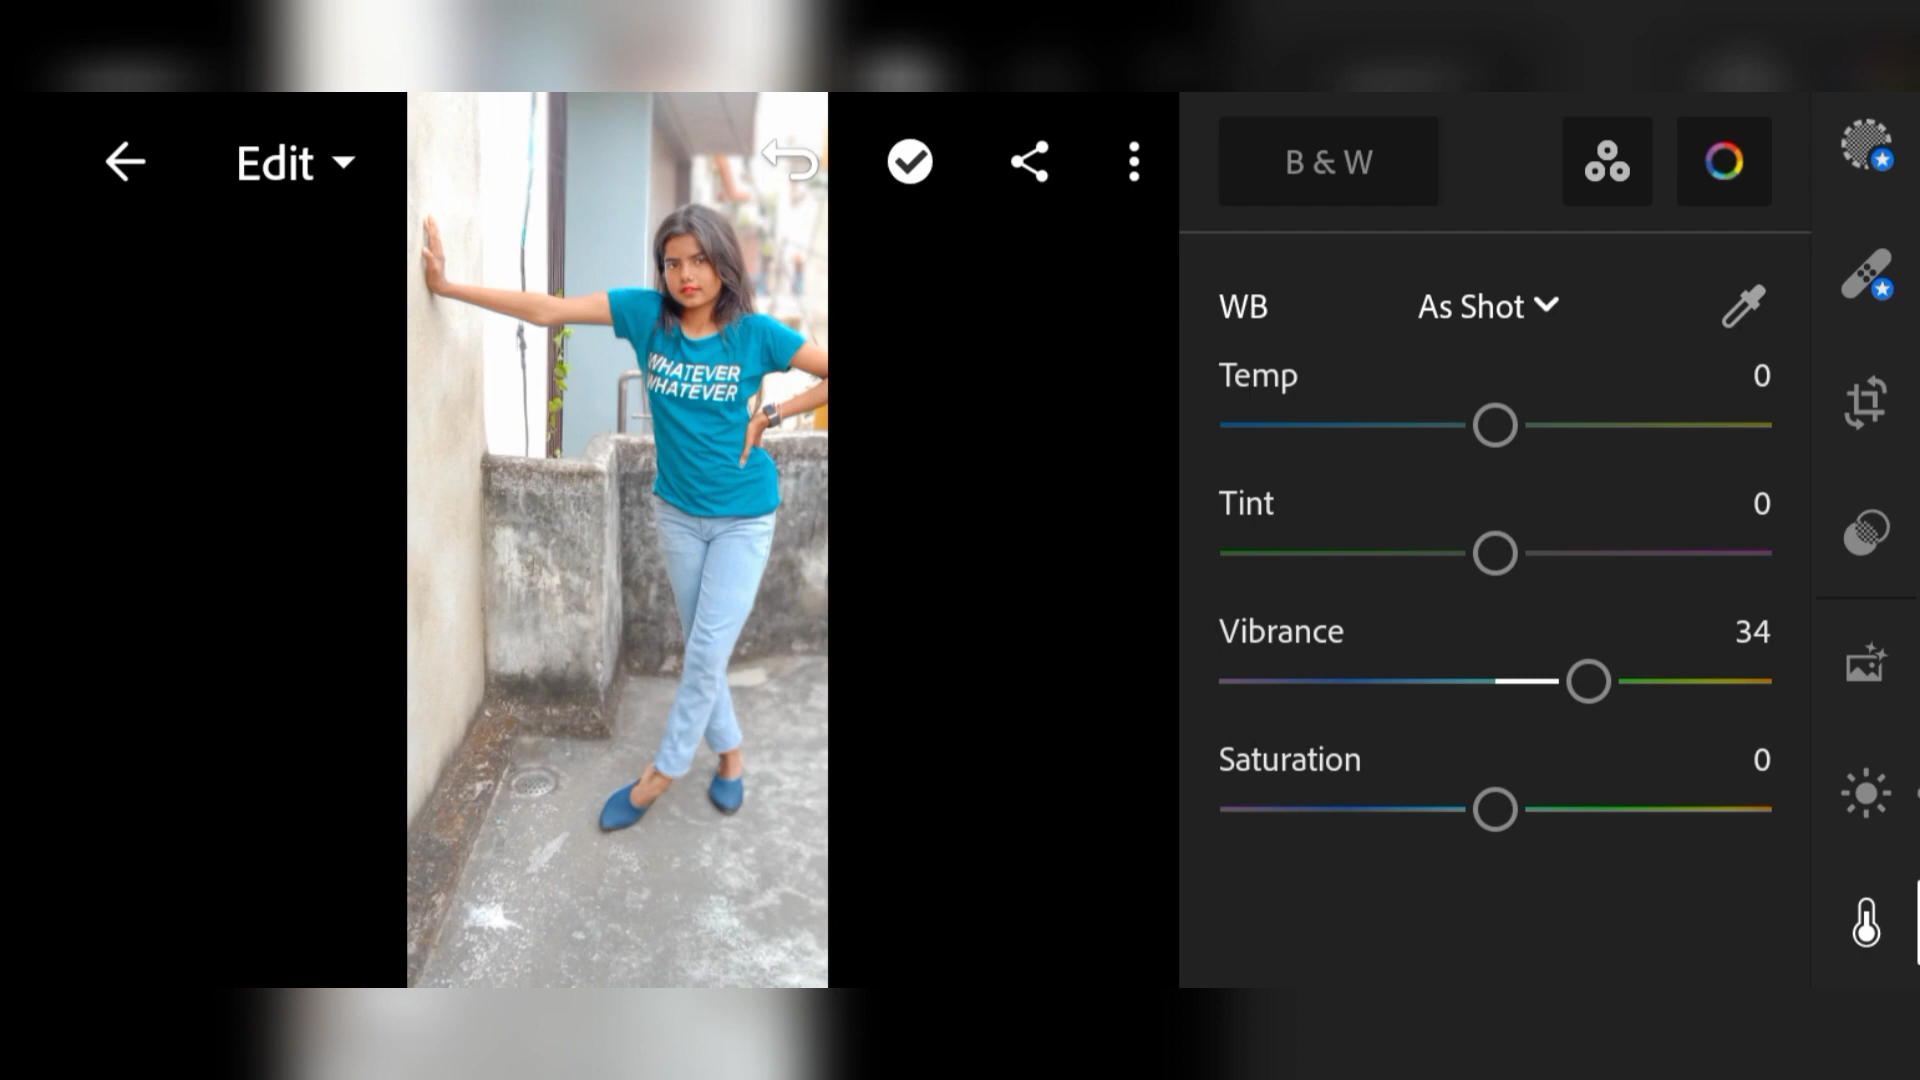 Edit
B & W
WB As Shot
Temp 0
Tint 0
Vibrance 34
Saturation 0
WHATEVER
WHATEVER